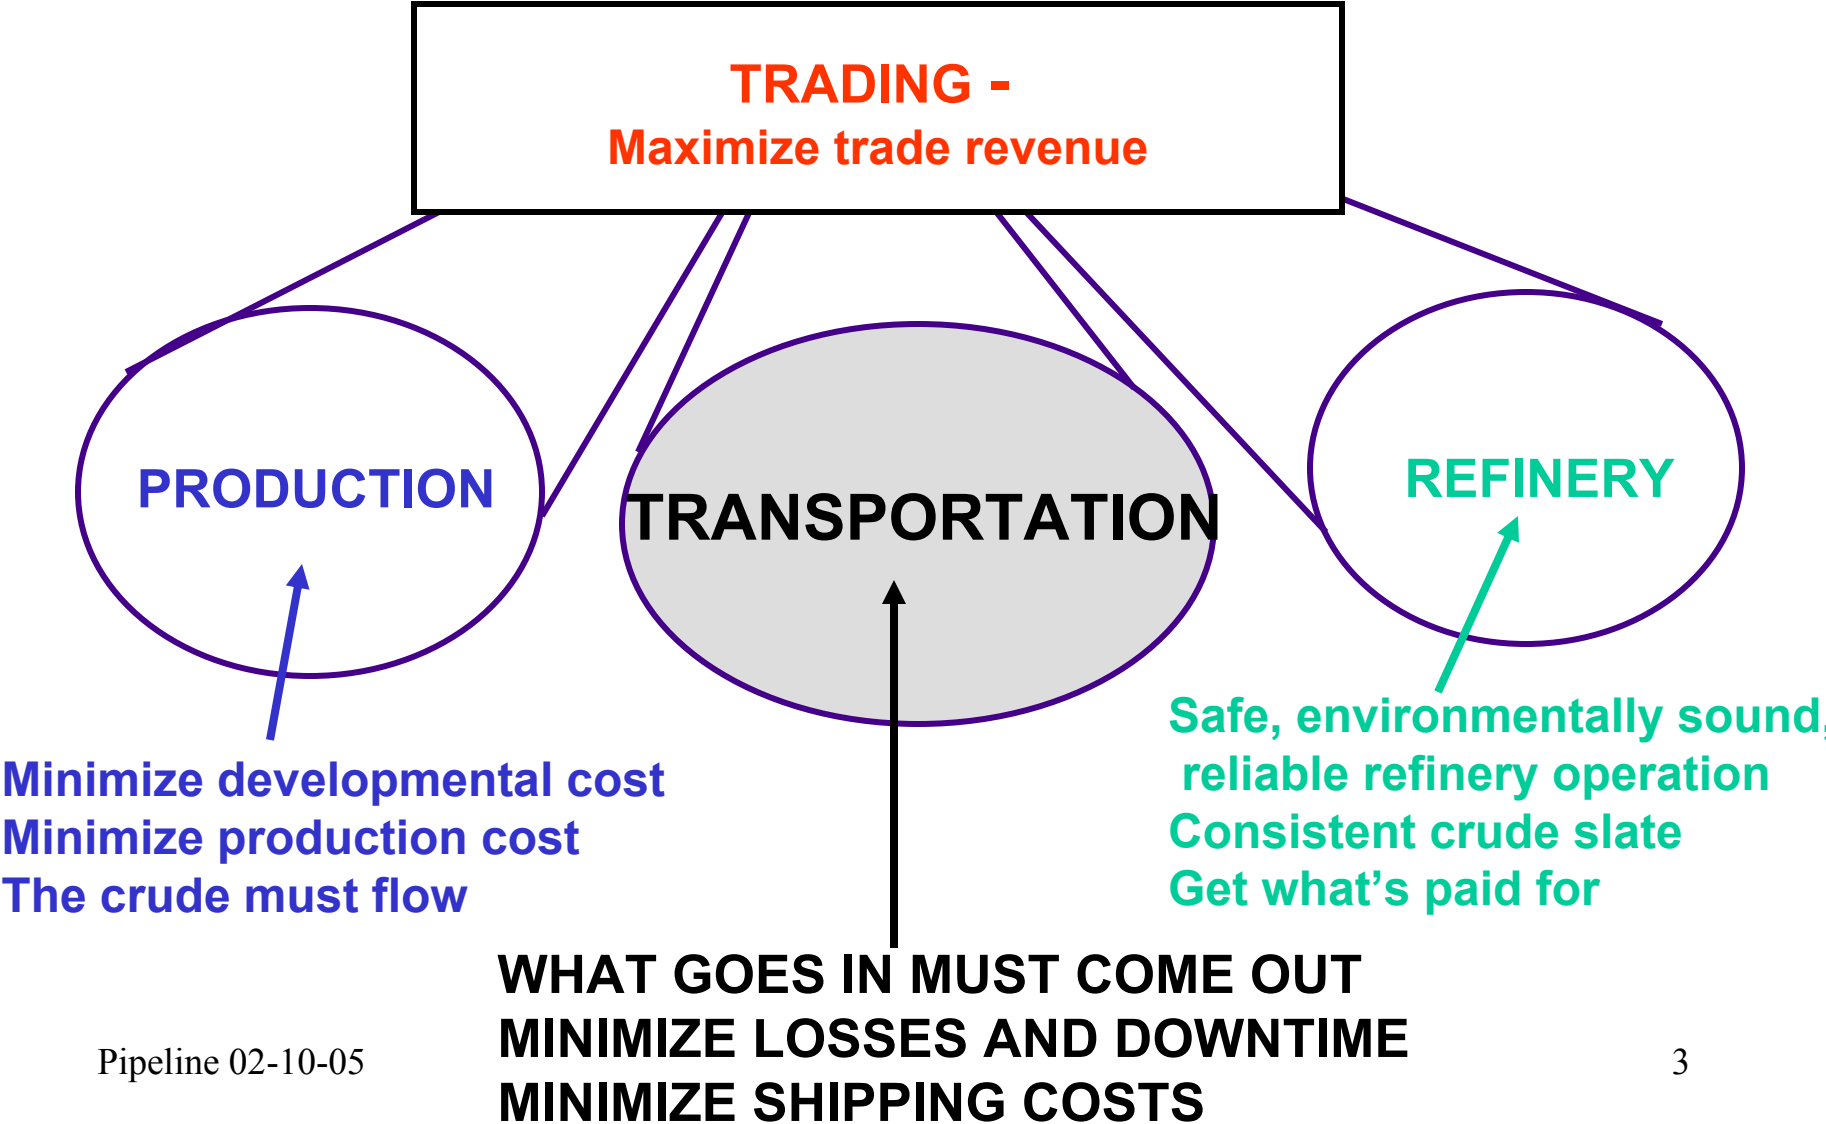 TRADING -
Maximize trade revenue
PRODUCTION
TRANSPORTATION
REFINERY
Minimize developmental cost
Minimize production cost
The crude must flow
Safe, environmentally sound,
reliable refinery operation
Consistent crude slate
Get what’s paid for
WHAT GOES IN MUST COME OUT
MINIMIZE LOSSES AND DOWNTIME
MINIMIZE SHIPPING COSTS
Pipeline 02-10-05
3